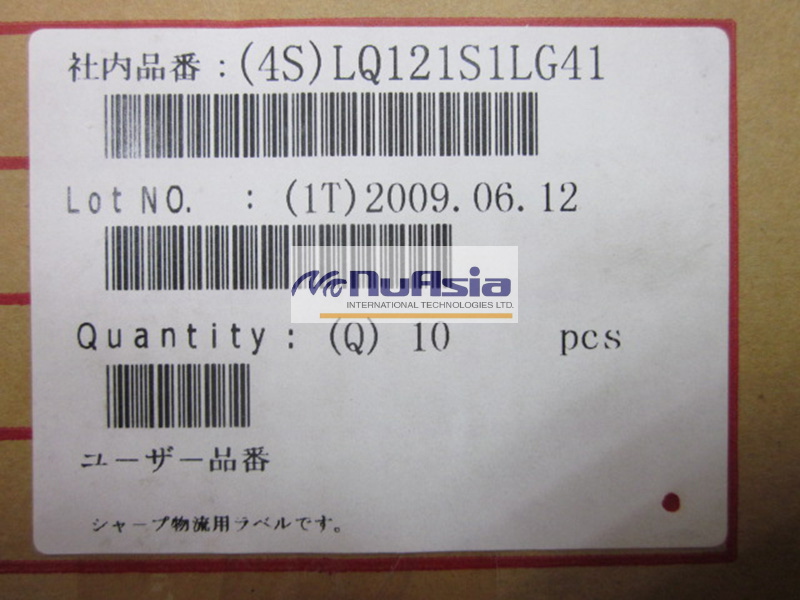 社内品番:(4S)LQ121S1LG41
Lot NO. : (1T)2009.06.12
NuAsia
INTERNATIONAL TECHNOLOGIES LTD.
Quantity: (Q) 10 pcs
ユーザー品番
シャープ物流用ラベルです。